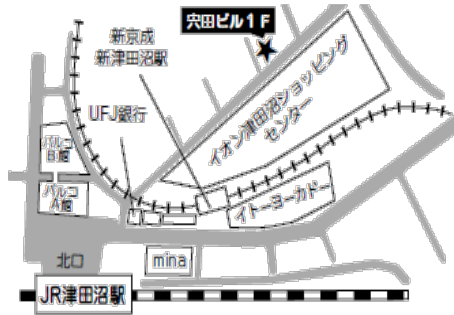 穴田ビル1F
新京成
新津田沼駅
イオン津田沼ショッピング
センター
UFJ銀行
パルコ
B館
パルコ
A館
イトーヨーカドー
北口
mina
JR津田沼駅